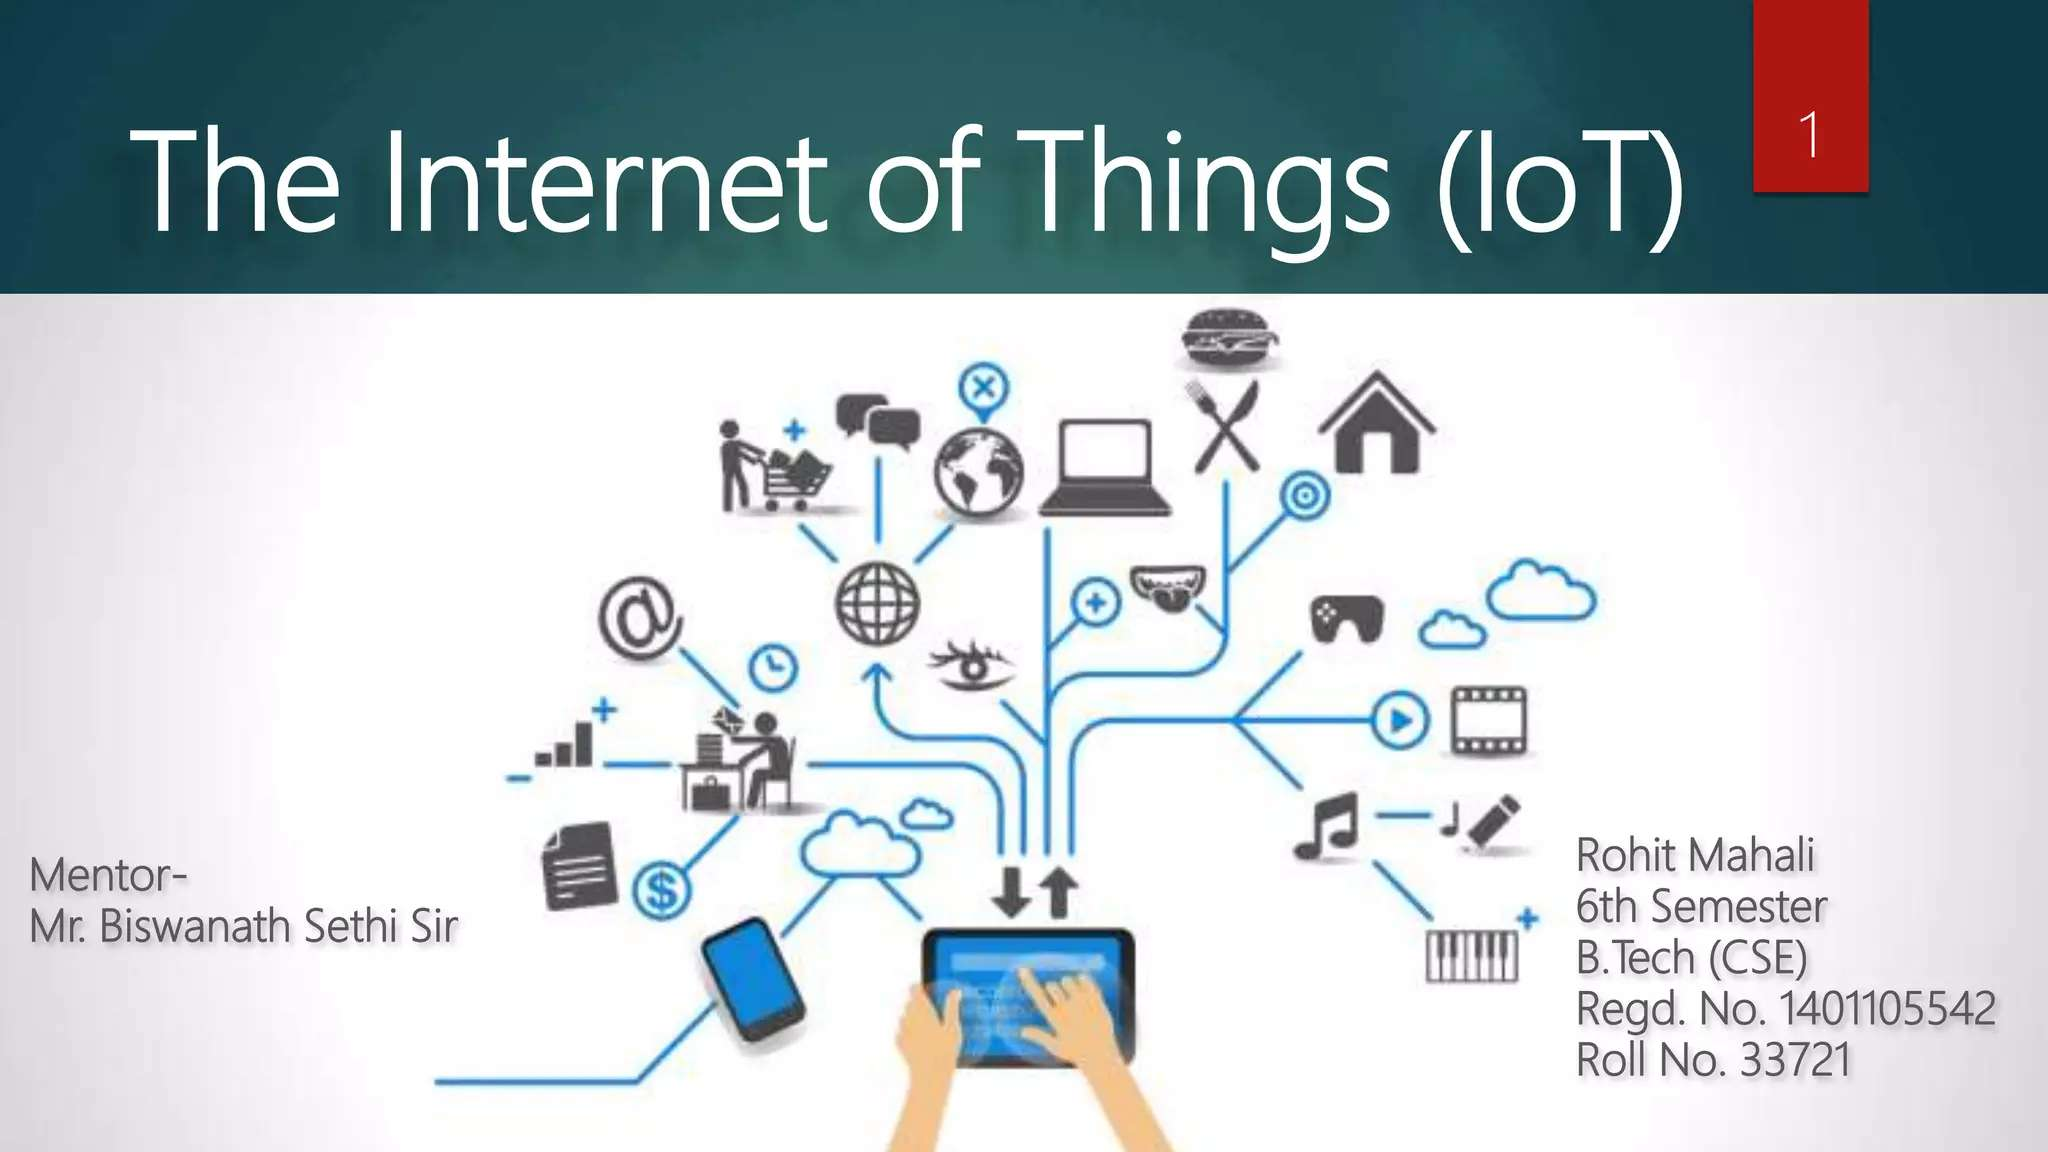 The Internet of Things (IoT)
1
Mentor-
Mr. Biswanath Sethi Sir
Rohit Mahali
6th Semester
B.Tech (CSE)
Regd. No. 1401105542
Roll No. 33721